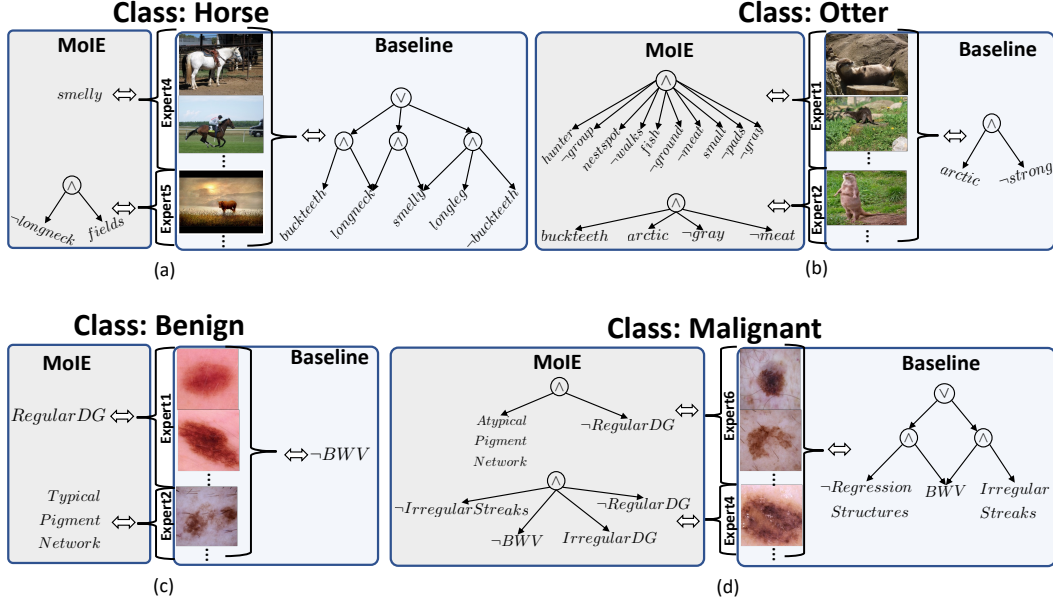 Class: Horse
MoIE
Baseline
smelly ⇔
Expert4
⇔
∨
∧ ∧ ∧
∧
¬longneck
fields
⇔
Expert5
...
...
buckteeth
longneck
smelly
longleg
¬buckteeth
(a)
Class: Otter
MoIE
Baseline
∧
hunter
¬group
nestspot
¬walks
fish
¬ground
¬meat
small
¬pads
¬gray
⇔
Expert1
...
⇔
∧
arctic
¬strong
∧
buckteeth
arctic
¬gray
¬meat
⇔
Expert2
...
(b)
Class: Benign
MoIE
Baseline
RegularDG ⇔
Expert1
...
⇔ ¬BWV
Typical
Pigment
Network
⇔
Expert2
...
(c)
Class: Malignant
MoIE
Baseline
∧
Atypical
Pigment
Network
¬RegularDG
⇔
Expert6
...
⇔
∨
∧ ∧
¬Regression
Structures
BWV
Irregular
Streaks
∧
¬IrregularStreaks
¬BWV
IrregularDG
¬RegularDG
⇔
Expert4
...
(d)